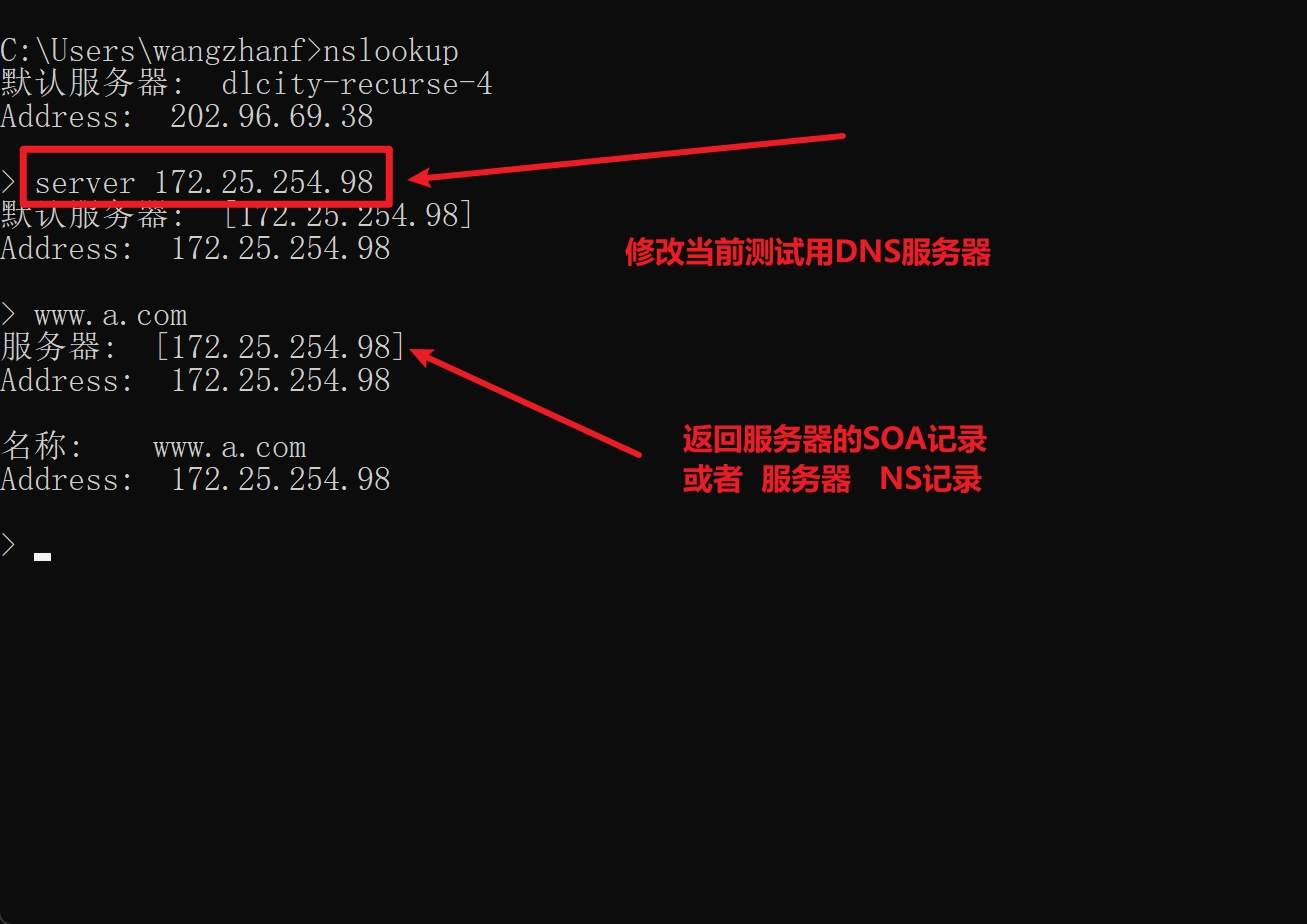 C:\Users\wangzhanf>nslookup
默认服务器:  dlcity-recurse-4
Address:  202.96.69.38
> server 172.25.254.98
默认服务器:  [172.25.254.98]
Address:  172.25.254.98
修改当前测试用DNS服务器
> www.a.com
服务器:  [172.25.254.98]
Address:  172.25.254.98
返回服务器的SOA记录
或者  服务器   NS记录
名称:    www.a.com
Address:  172.25.254.98
>